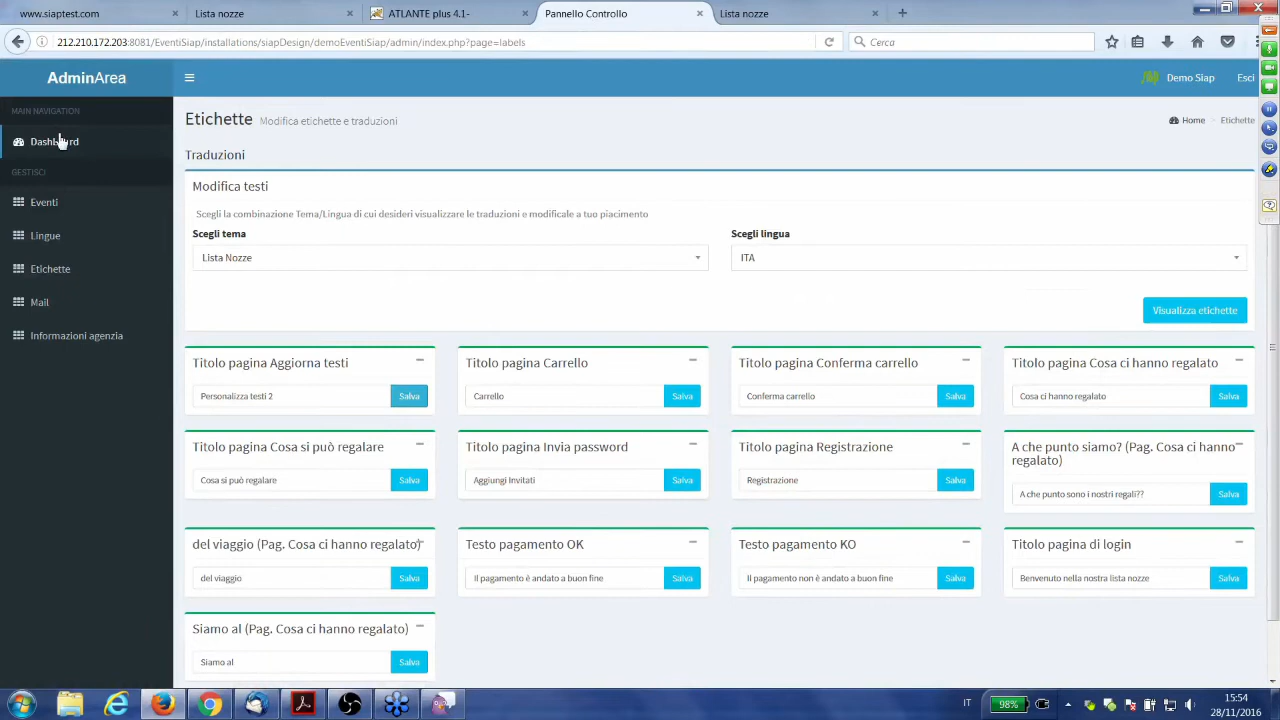 www.siaptest.com
Lista nozze
ATLANTE plus 4.1-
Pannello Controllo
Lista nozze
212.210.172.203:8081/EventiSiap/installations/siapDesign/demoEventiSiap/admin/index.php?page=labels
Cerca
AdminArea
Demo Siap
Esci
MAIN NAVIGATION
Dashboard
GESTISCI
Eventi
Lingue
Etichette
Mail
Informazioni agenzia
Etichette Modifica etichette e traduzioni
Home > Etichette
Traduzioni
Modifica testi
Scegli la combinazione Tema/Lingua di cui desideri visualizzare le traduzioni e modificale a tuo piacimento
Scegli tema
Scegli lingua
Lista Nozze
ITA
Visualizza etichette
Titolo pagina Aggiorna testi
Titolo pagina Carrello
Titolo pagina Conferma carrello
Titolo pagina Cosa ci hanno regalato
Personalizza testi 2 Salva
Carrello Salva
Conferma carrello Salva
Cosa ci hanno regalato Salva
Titolo pagina Cosa si può regalare
Titolo pagina Invia password
Titolo pagina Registrazione
A che punto siamo? (Pag. Cosa ci hanno
regalato)
Cosa si può regalare Salva
Aggiungi Invitati Salva
Registrazione Salva
A che punto sono i nostri regali?? Salva
del viaggio (Pag. Cosa ci hanno regalato)
Testo pagamento OK
Testo pagamento KO
Titolo pagina di login
del viaggio Salva
Il pagamento è andato a buon fine Salva
Il pagamento non è andato a buon fine Salva
Benvenuto nella nostra lista nozze Salva
Siamo al (Pag. Cosa ci hanno regalato)
Siamo al Salva
IT
98%
15:54
28/11/2016